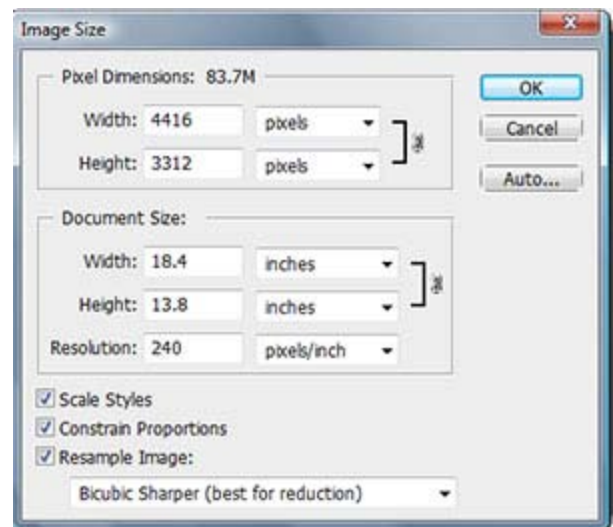 Image Size
Pixel Dimensions: 83.7M
OK
Width: 4416 pixels
Cancel
Height: 3312 pixels
Auto...
Document Size:
Width: 18.4 inches
Height: 13.8 inches
Resolution: 240 pixels/inch
Scale Styles
Constrain Proportions
Resample Image:
Bicubic Sharper (best for reduction)